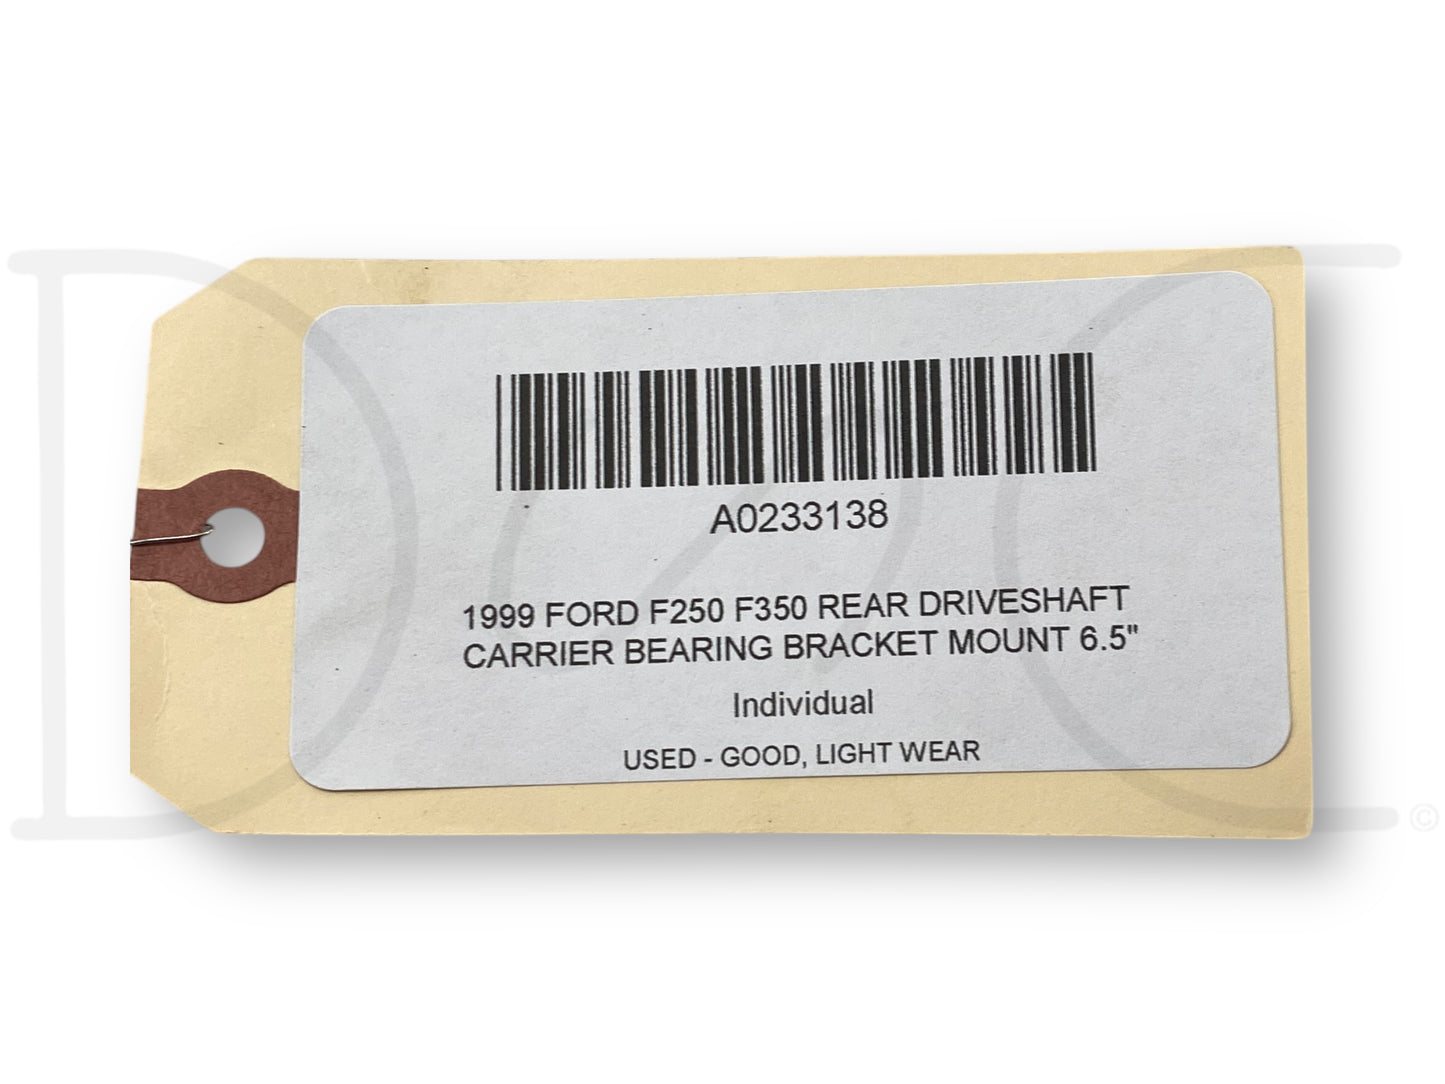 A0233138
1999 FORD F250 F350 REAR DRIVESHAFT
CARRIER BEARING BRACKET MOUNT 6.5"
Individual
USED - GOOD, LIGHT WEAR
©